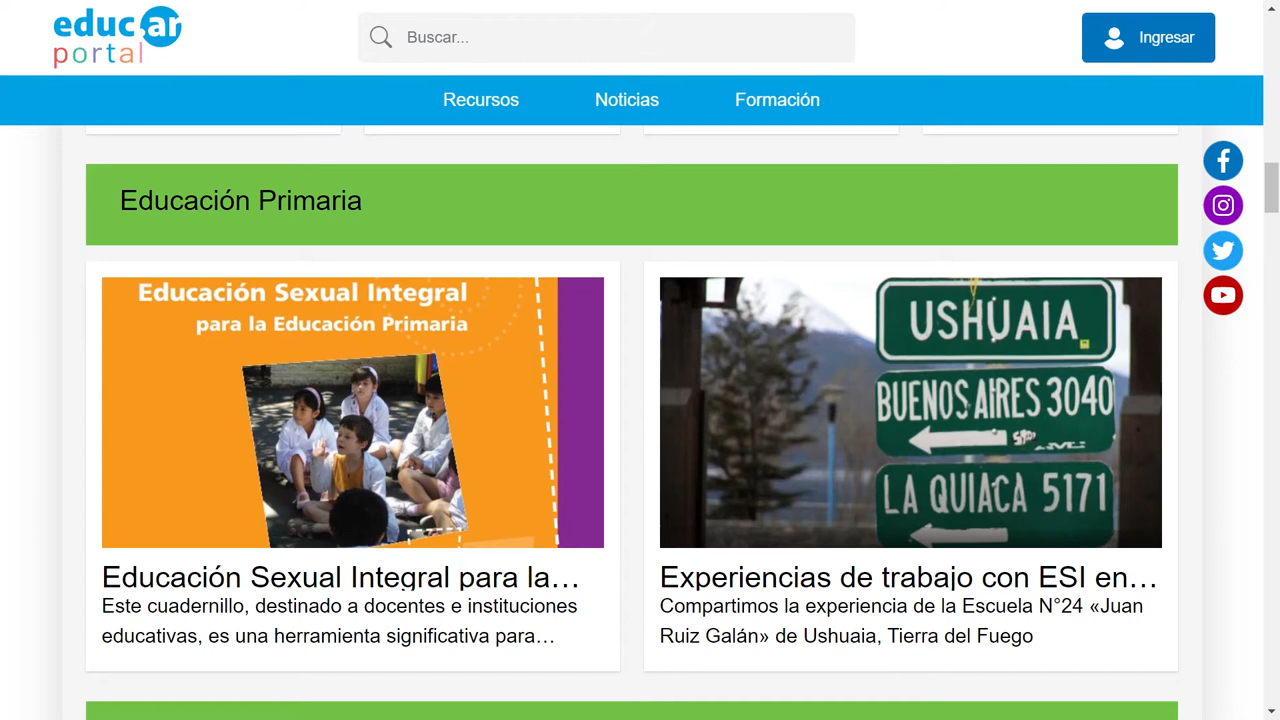 educ.ar
portal
Buscar...
Ingresar
Recursos
Noticias
Formación
Educación Primaria
Educación Sexual Integral
para la Educación Primaria
USHUAIA
BUENOS AIRES 3040
LA QUIACA 5171
Educación Sexual Integral para la...
Este cuadernillo, destinado a docentes e instituciones
educativas, es una herramienta significativa para...
Experiencias de trabajo con ESI en...
Compartimos la experiencia de la Escuela N°24 «Juan
Ruiz Galán» de Ushuaia, Tierra del Fuego